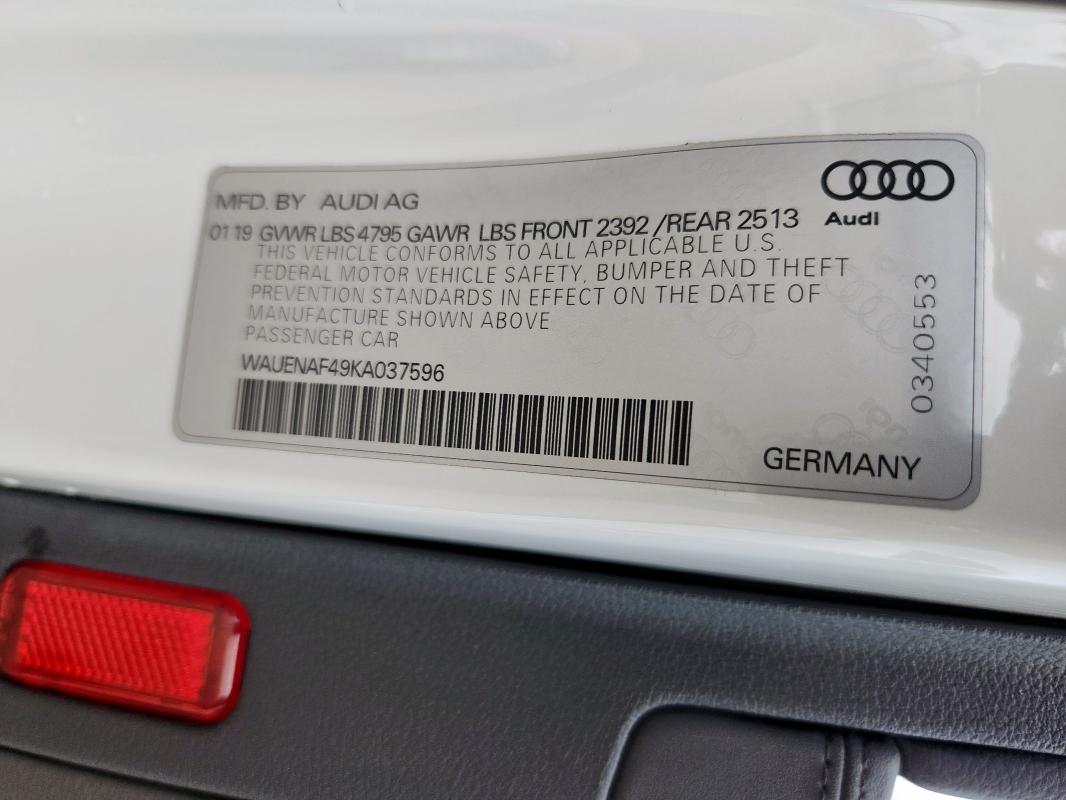 MFD. BY AUDI AG
Audi
01 19 GVWR LBS 4795 GAWR LBS FRONT 2392 /REAR 2513
THIS VEHICLE CONFORMS TO ALL APPLICABLE U.S.
FEDERAL MOTOR VEHICLE SAFETY, BUMPER AND THEFT
PREVENTION STANDARDS IN EFFECT ON THE DATE OF
MANUFACTURE SHOWN ABOVE
PASSENGER CAR
WAUENAF49KA037596
GERMANY
0340553